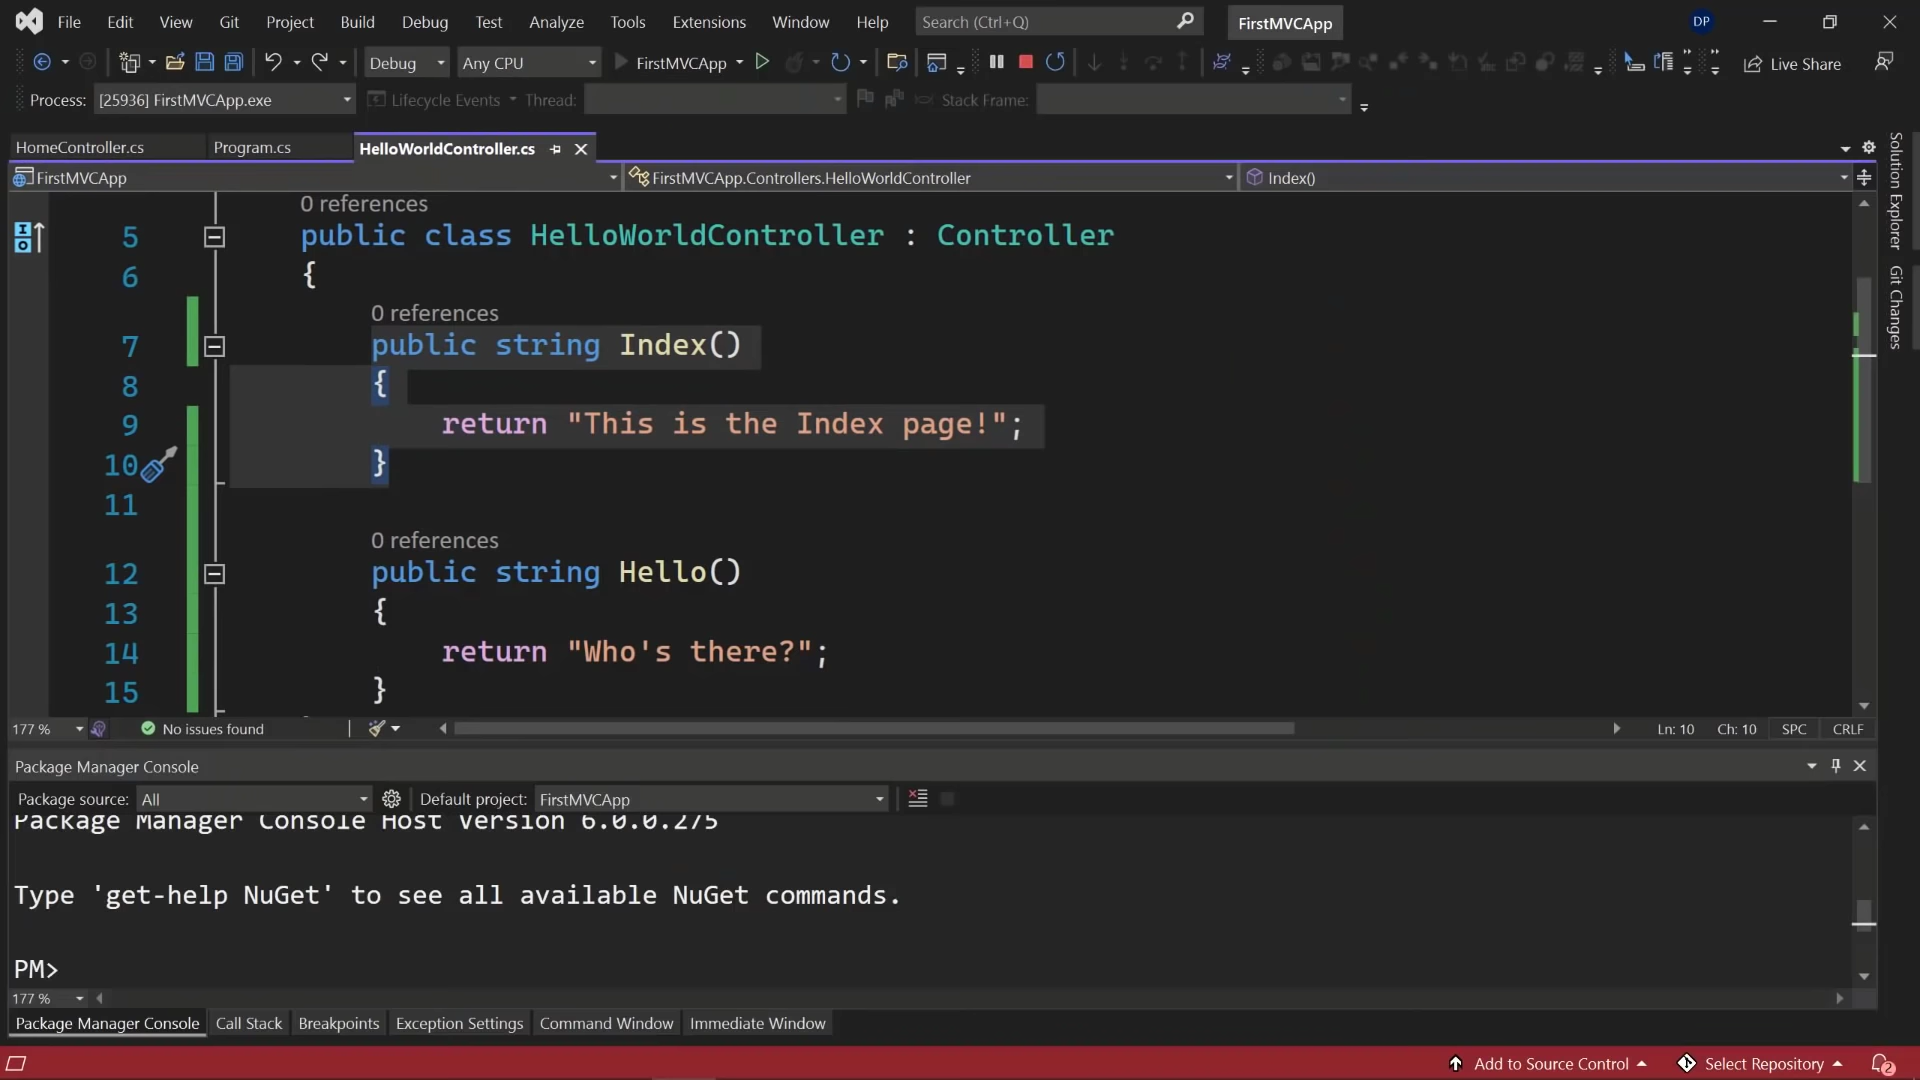 File Edit View Git Project Build Debug Test Analyze Tools Extensions Window Help Search (Ctrl+Q) FirstMVCApp DP
Debug Any CPU FirstMVCApp Live Share
Process: [25936] FirstMVCApp.exe Lifecycle Events Thread: Stack Frame:
HomeController.cs Program.cs HelloWorldController.cs
FirstMVCApp FirstMVCApp.Controllers.HelloWorldController Index()
0 references
5 public class HelloWorldController : Controller
6 {
0 references
7 public string Index()
8 {
9 return "This is the Index page!";
10 }
11
0 references
12 public string Hello()
13 {
14 return "Who's there?";
15 }
177 % No issues found Ln: 10 Ch: 10 SPC CRLF
Package Manager Console
Package source: All Default project: FirstMVCApp
Package Manager Console Host Version 6.0.0.275
Type 'get-help NuGet' to see all available NuGet commands.
PM>
177 %
Package Manager Console Call Stack Breakpoints Exception Settings Command Window Immediate Window
Add to Source Control Select Repository 2
Solution Explorer
Git Changes